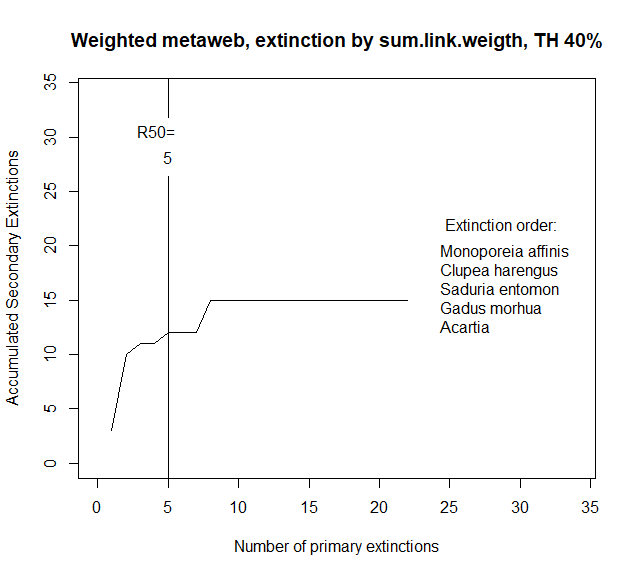 Weighted metaweb, extinction by sum.link.weigth, TH 40%
35
30
25
20
15
10
5
0
Accumulated Secondary Extinctions
R50=
5
Extinction order:
Monoporeia affinis
Clupea harengus
Saduria entomon
Gadus morhua
Acartia
0 5 10 15 20 25 30 35
Number of primary extinctions